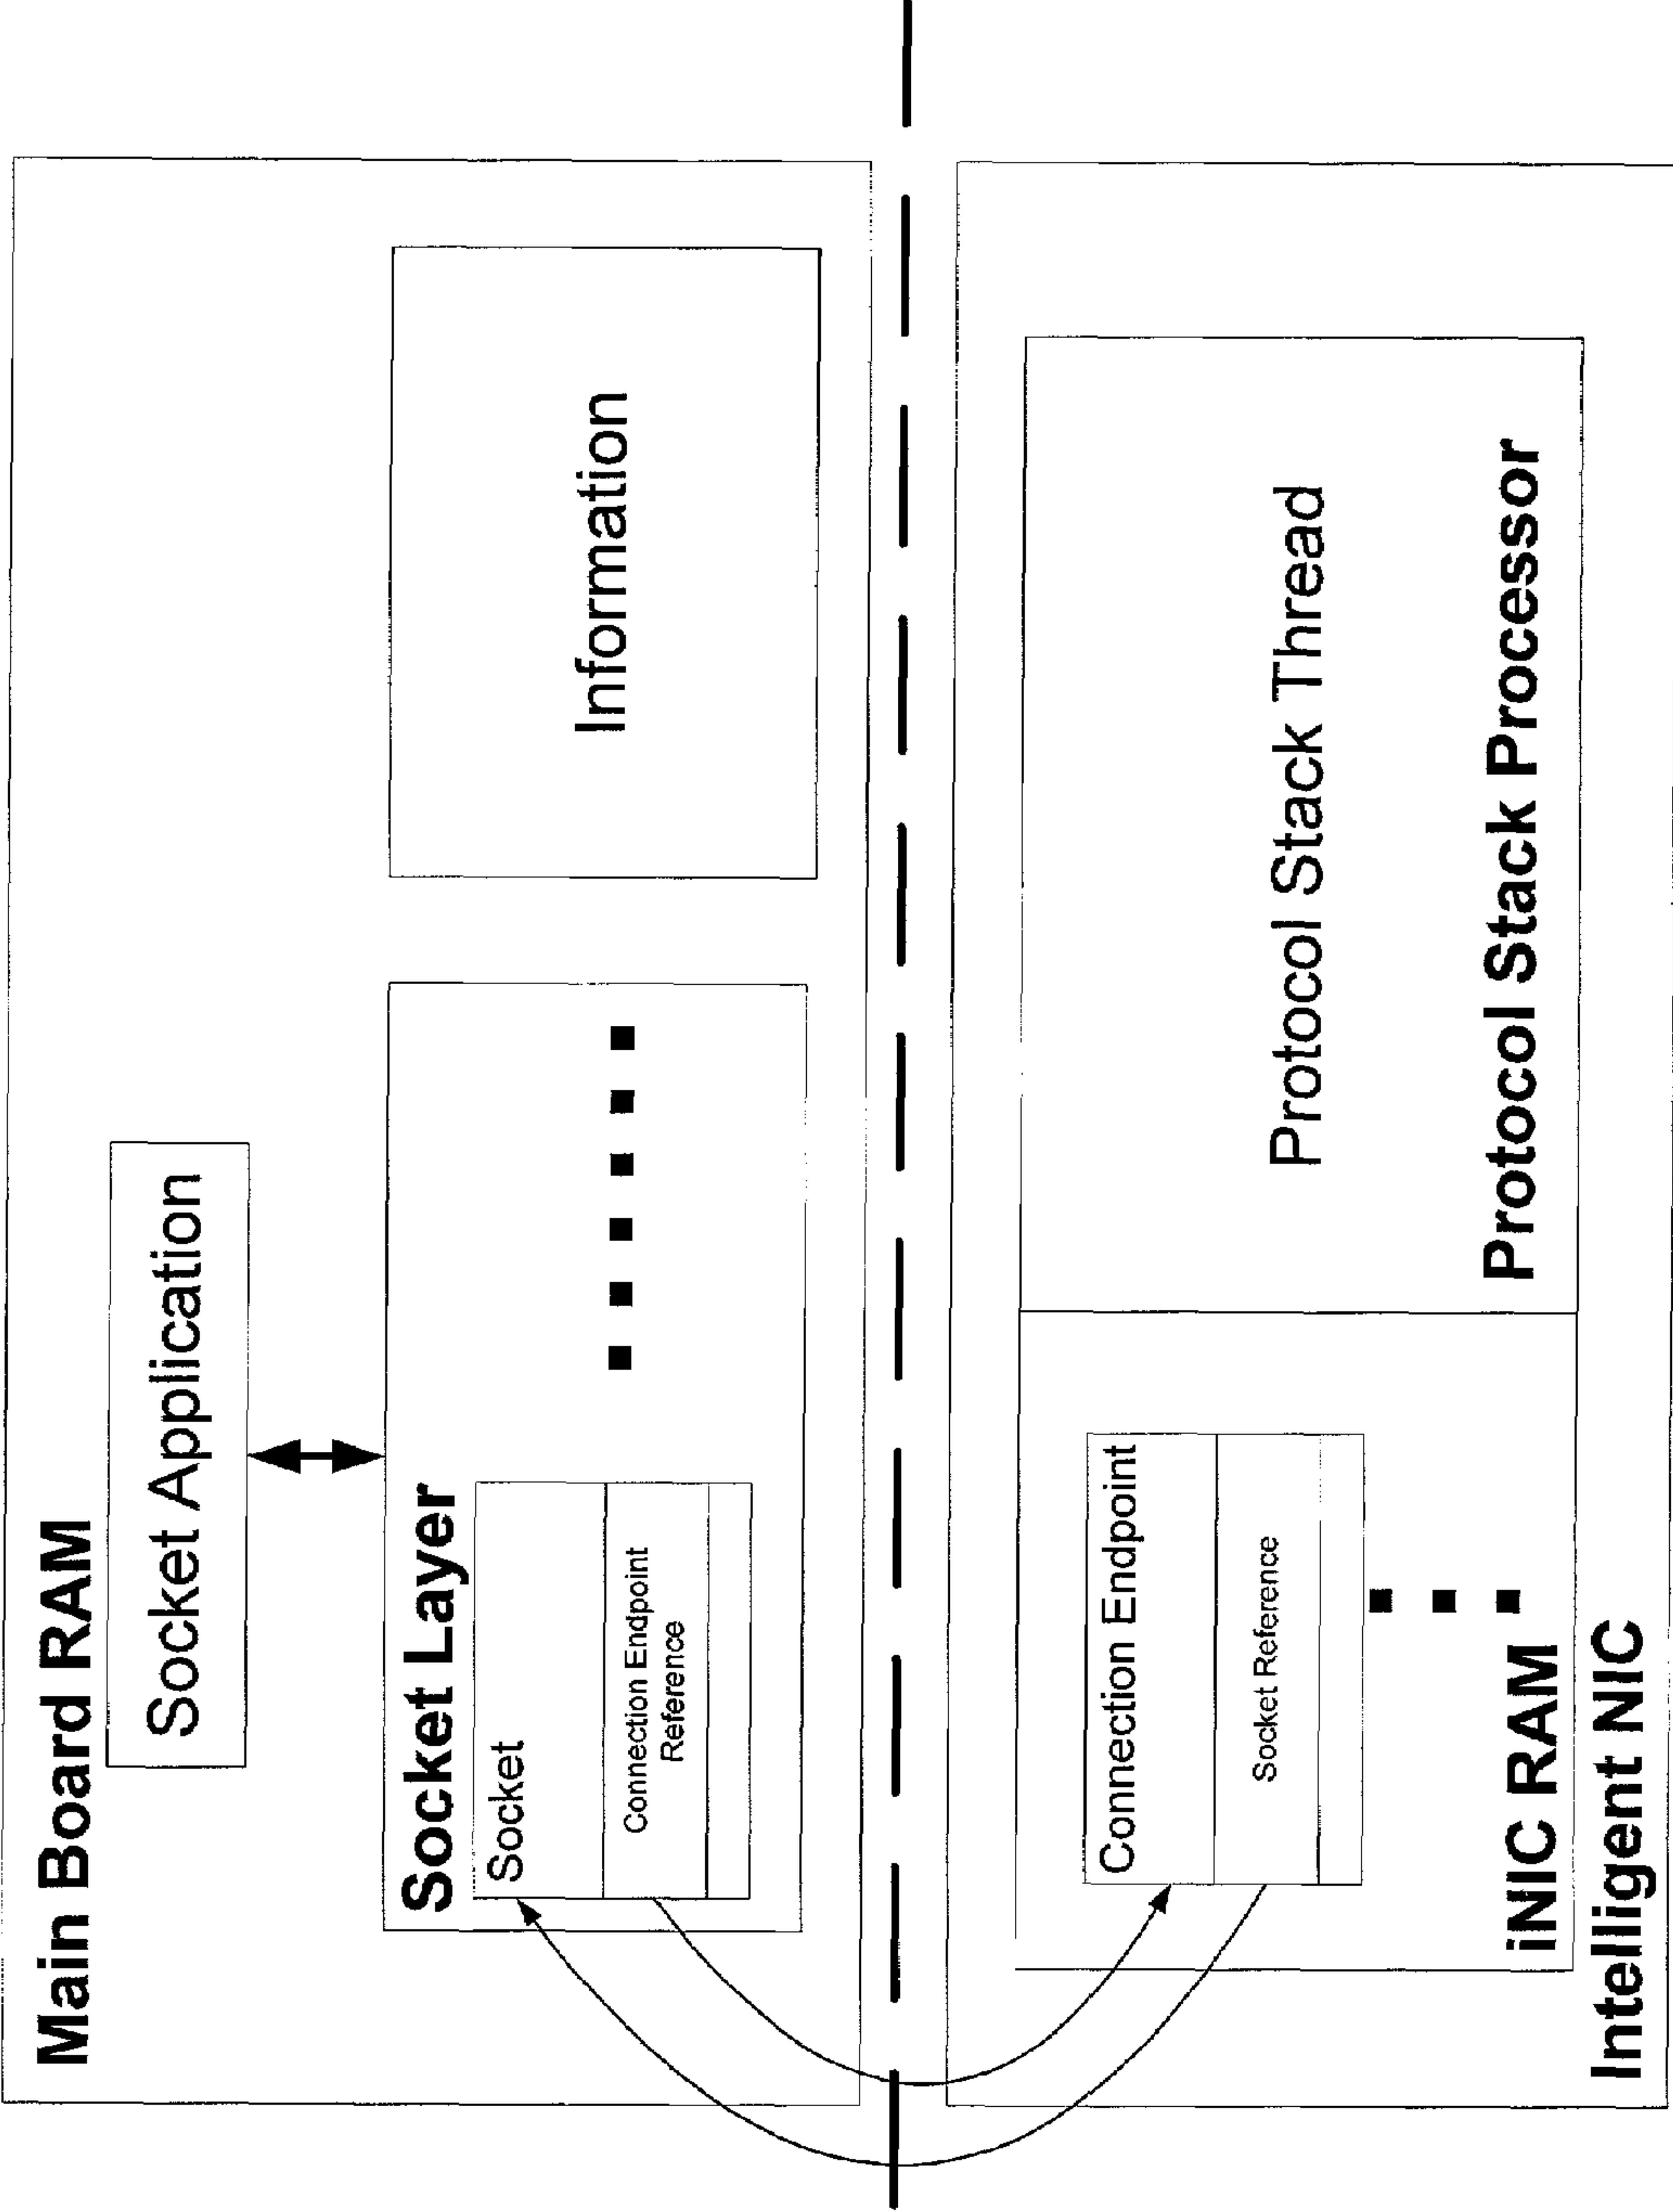 Main Board RAM
Socket Application
Socket Layer
Socket
Connection Endpoint
Reference
Information
Connection Endpoint
Socket Reference
iNIC RAM
Protocol Stack Thread
Protocol Stack Processor
Intelligent NIC